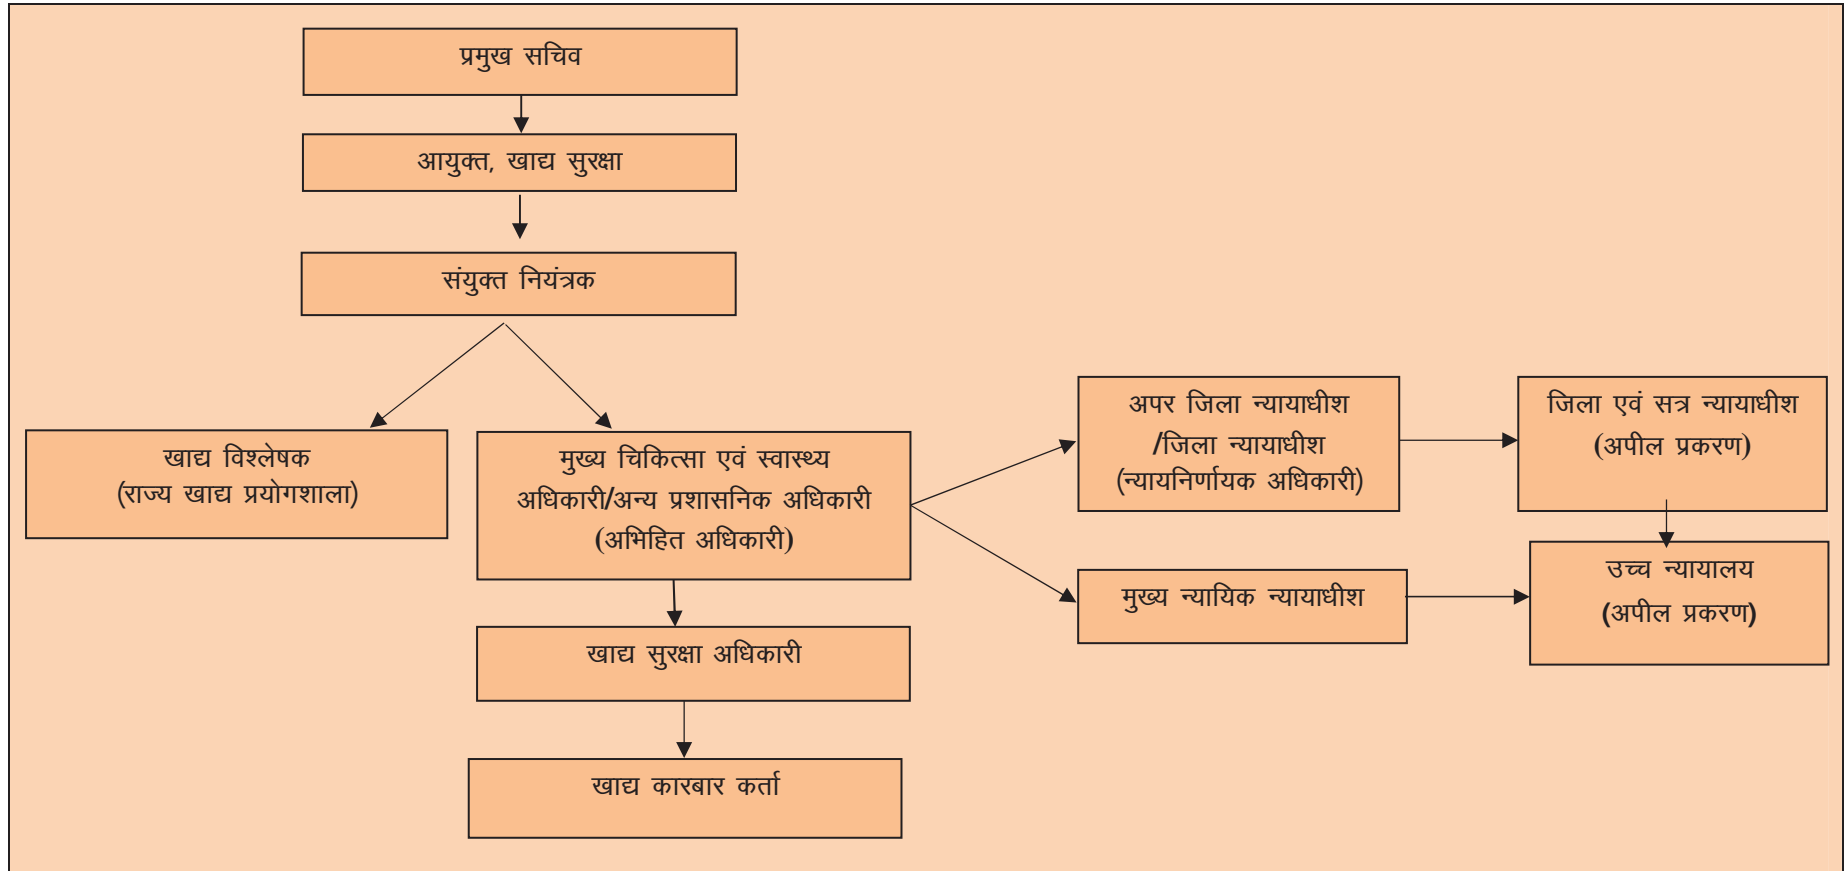 प्रमुख सचिव
आयुक्त, खाद्य सुरक्षा
संयुक्त नियंत्रक
खाद्य विश्लेषक
(राज्य खाद्य प्रयोगशाला)
मुख्य चिकित्सा एवं स्वास्थ्य
अधिकारी/अन्य प्रशासनिक अधिकारी
(अभिहित अधिकारी)
खाद्य सुरक्षा अधिकारी
खाद्य कारबार कर्ता
अपर जिला न्यायाधीश
/जिला न्यायाधीश
(न्यायनिर्णायक अधिकारी)
मुख्य न्यायिक न्यायाधीश
जिला एवं सत्र न्यायाधीश
(अपील प्रकरण)
उच्च न्यायालय
(अपील प्रकरण)